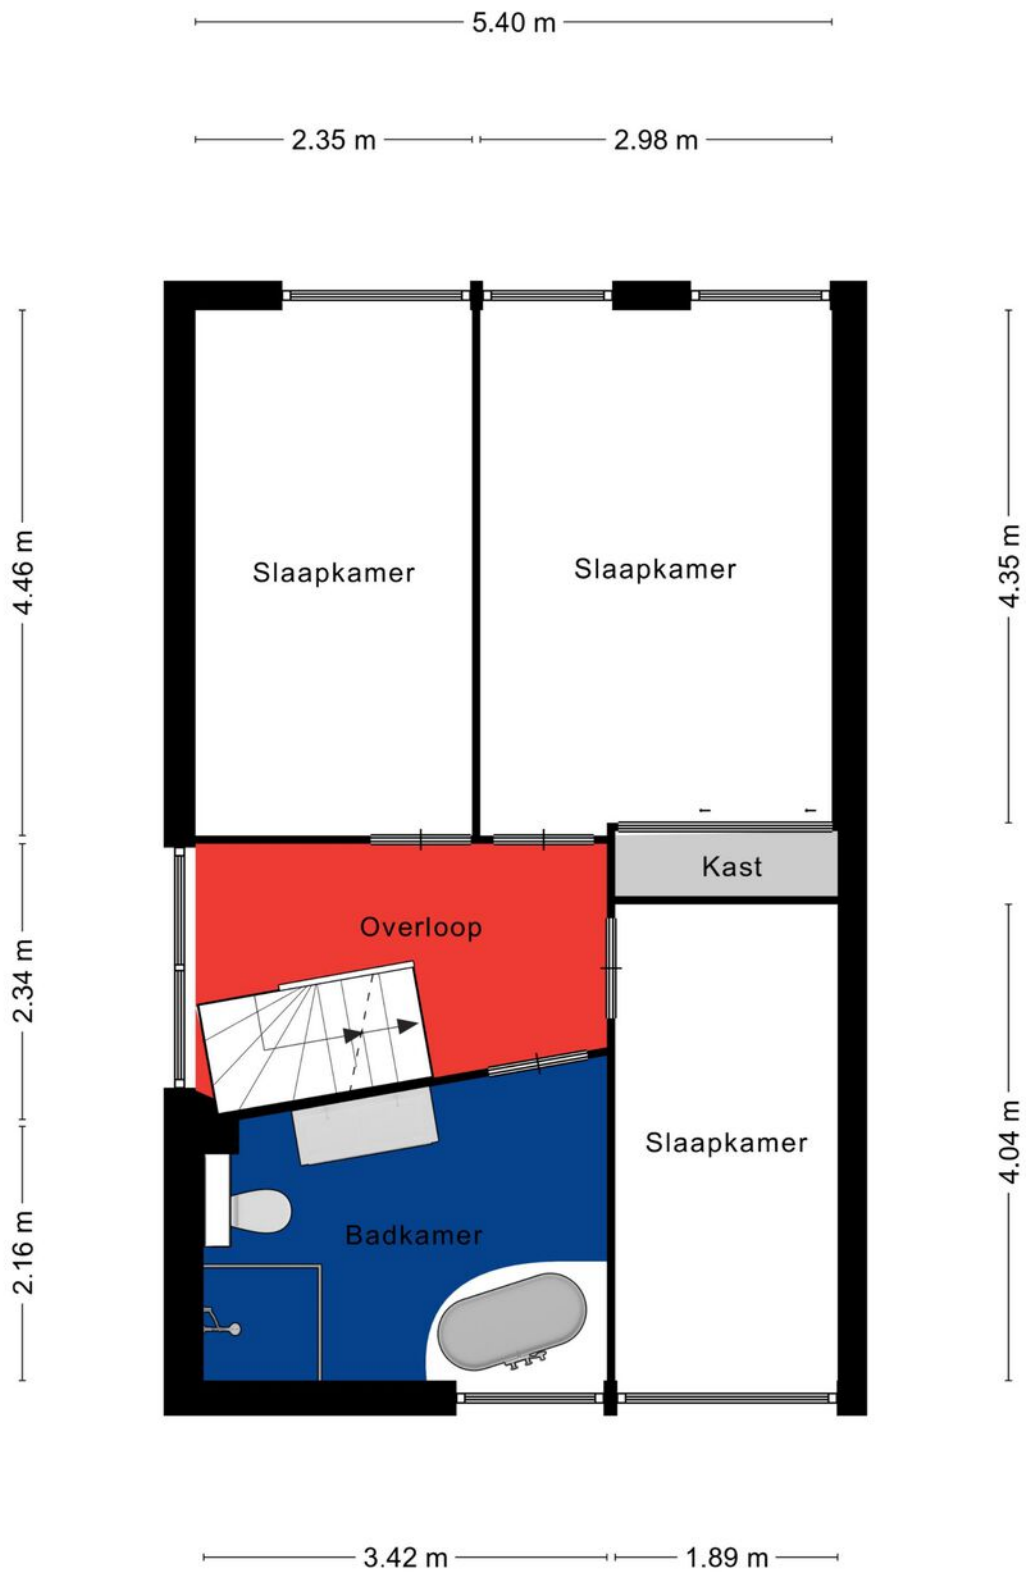 5.40 m
2.35 m
2.98 m
4.46 m
4.35 m
Slaapkamer
Slaapkamer
Kast
Overloop
2.34 m
Slaapkamer
4.04 m
Badkamer
2.16 m
3.42 m
1.89 m